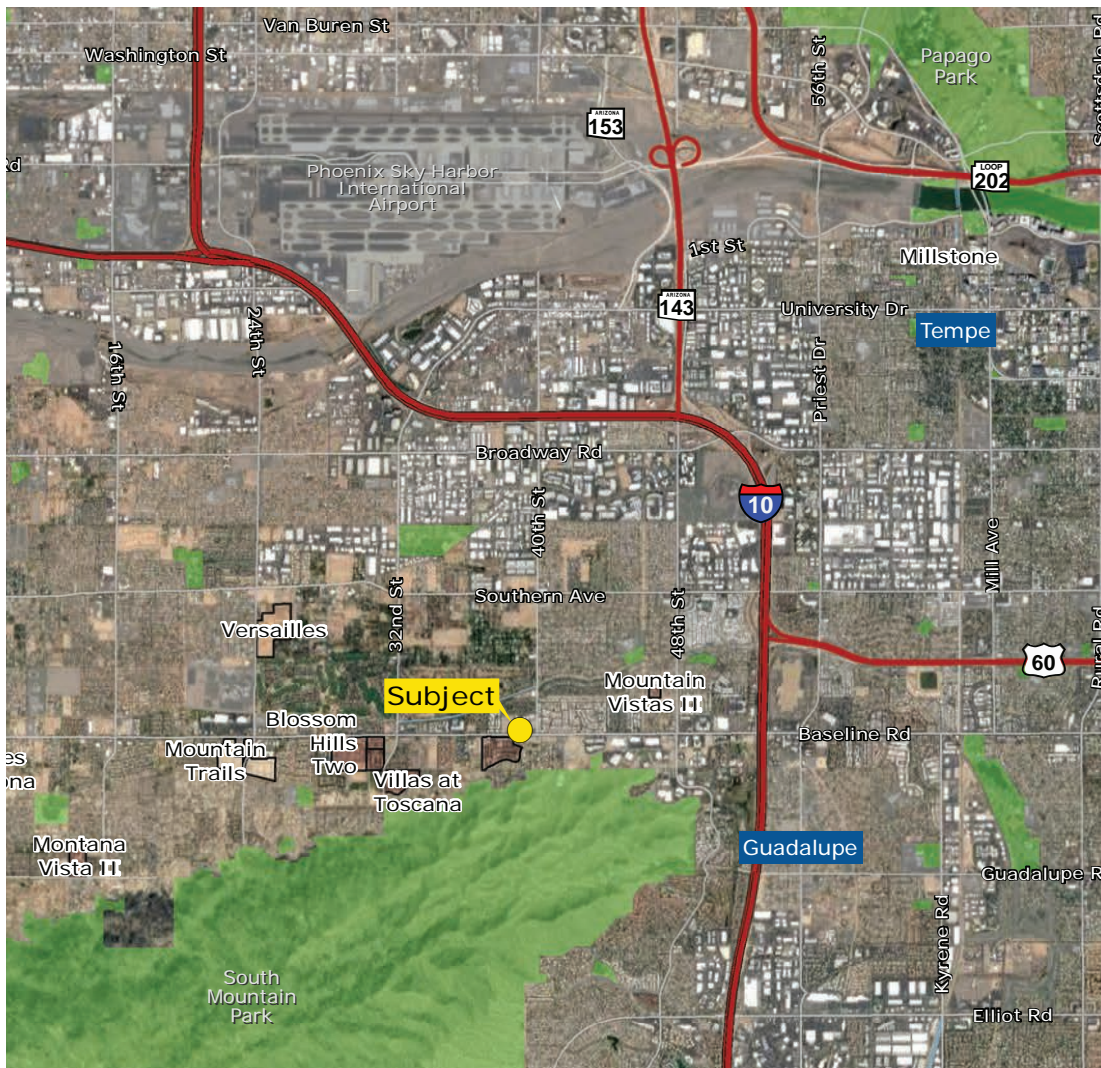 Van Buren St
Washington St
56th St
Papago
Park
Scottsdale Rd
ARIZONA
153
Rd
Phoenix Sky Harbor
International
Airport
LOOP
202
1st St
Millstone
ARIZONA
143
University Dr
Tempe
24th St
16th St
Priest Dr
Broadway Rd
10
40th St
Mill Ave
32nd St
Southern Ave
48th St
Versailles
Rural Rd
60
Mountain
Vistas II
Subject
Blossom
Hills
Two
Baseline Rd
Mountain
Trails
es
ona
Villas at
Toscana
Montana
Vista II
Guadalupe
Guadalupe R
Kyrene Rd
South
Mountain
Park
Elliot Rd